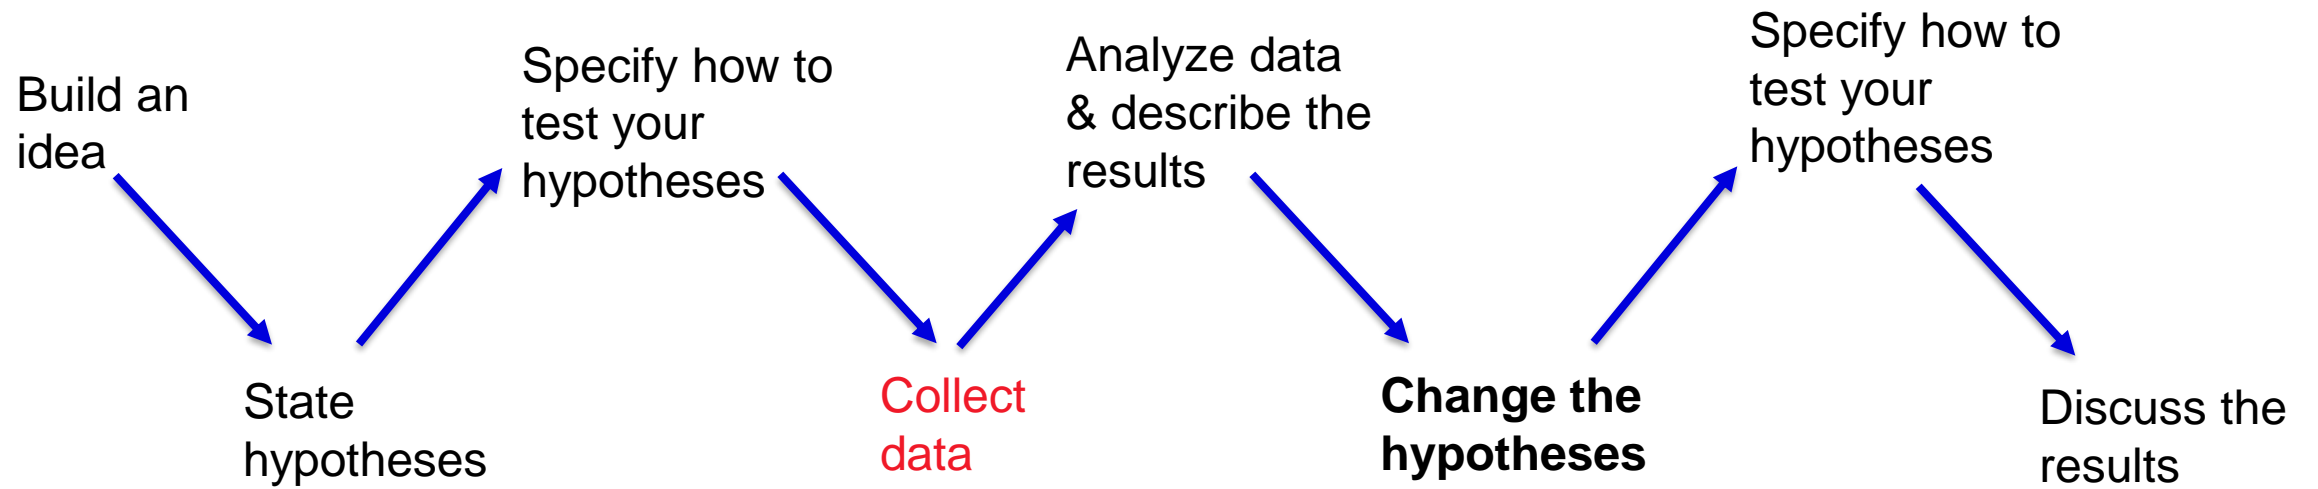 Build an
idea
State
hypotheses
Specify how to
test your
hypotheses
Collect
data
Analyze data
& describe the
results
Change the
hypotheses
Specify how to
test your
hypotheses
Discuss the
results